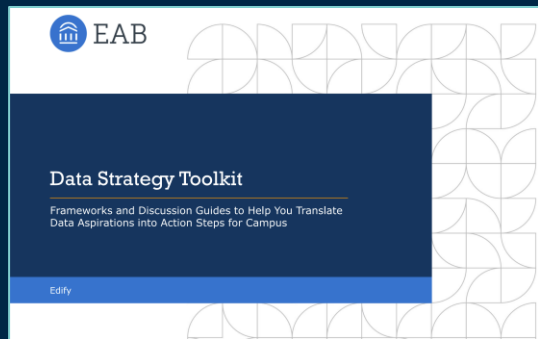 EAB
Data Strategy Toolkit
Frameworks and Discussion Guides to Help You Translate
Data Aspirations into Action Steps for Campus
Edify